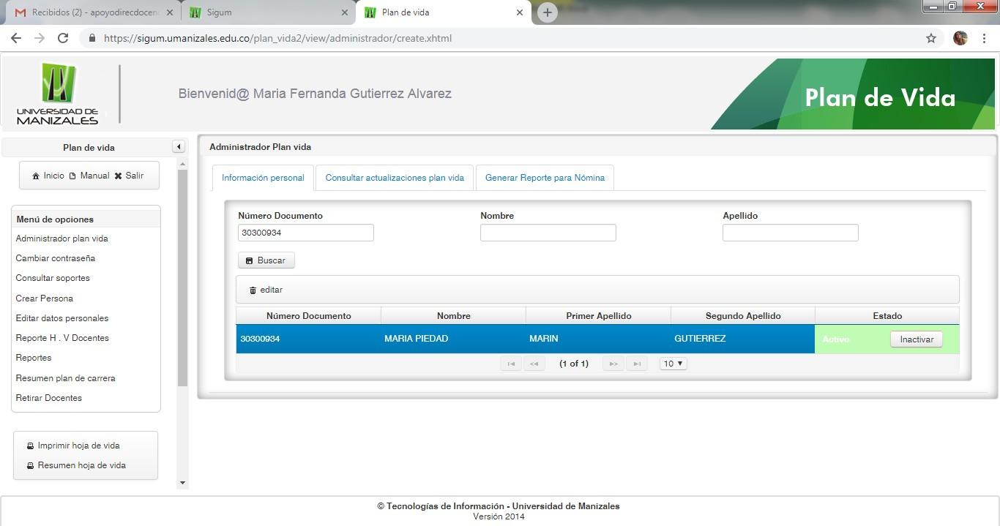 Recibidos (2) - apoyodirecdocen
Sigum
Plan de vida
https://sigum.umanizales.edu.co/plan_vida2/view/administrador/create.xhtml
UNIVERSIDAD DE
MANIZALES
Bienvenid@ Maria Fernanda Gutierrez Alvarez
Plan de Vida
Plan de vida
Inicio Manual Salir
Menú de opciones
Administrador plan vida
Cambiar contraseña
Consultar soportes
Crear Persona
Editar datos personales
Reporte H . V Docentes
Reportes
Resumen plan de carrera
Retirar Docentes
Imprimir hoja de vida
Resumen hoja de vida
Administrador Plan vida
Información personal Consultar actualizaciones plan vida Generar Reporte para Nómina
Número Documento Nombre Apellido
30300934
Buscar
editar
Número Documento Nombre Primer Apellido Segundo Apellido Estado
30300934 MARIA PIEDAD MARIN GUTIERREZ Activo Inactivar
(1 of 1) 10
© Tecnologías de Información - Universidad de Manizales
Versión 2014